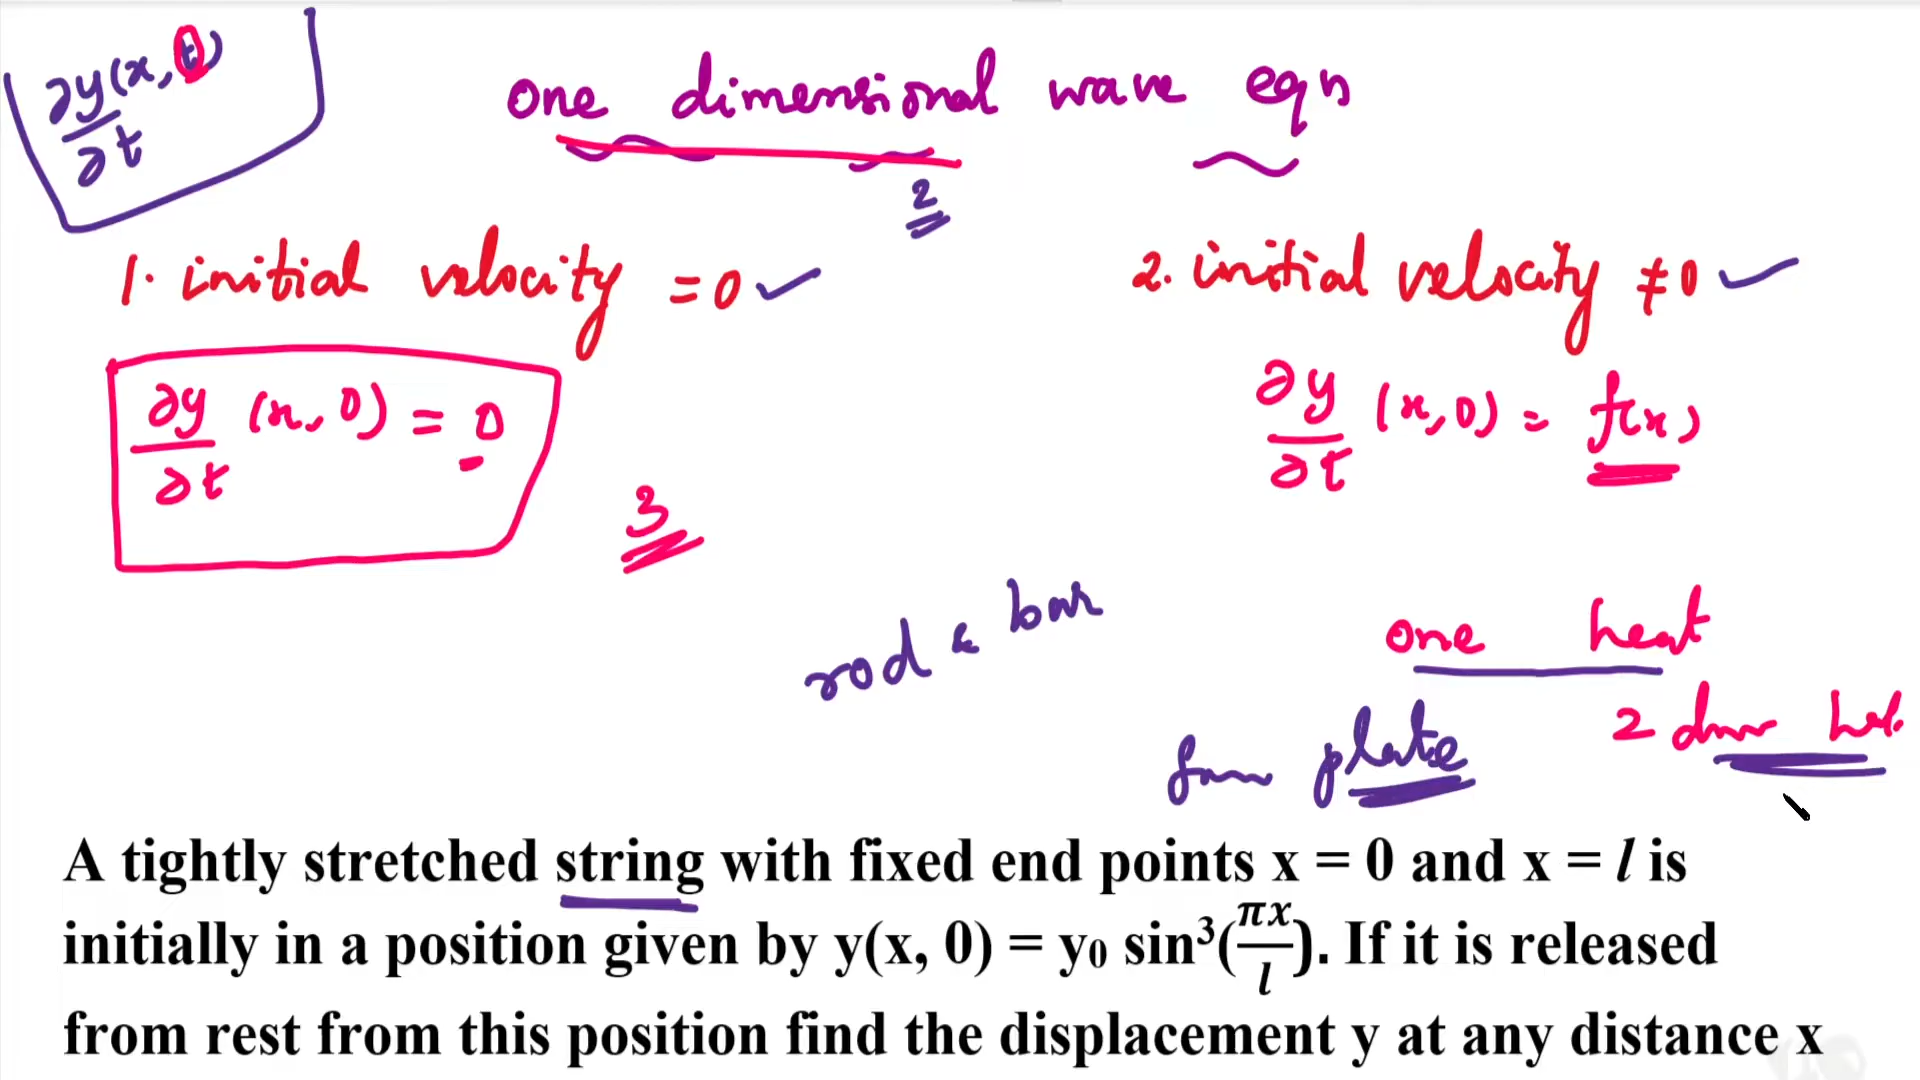 ∂y(x, t)
∂t
one dimensional wave eqn
2
1. initial velocity = 0 ✓
2. initial velocity ≠ 0 ✓
∂y/∂t (x, 0) = 0
∂y/∂t (x, 0) = f(x)
3
rod & bar
one heat
2 dim
plate
A tightly stretched string with fixed end points x = 0 and x = l is
initially in a position given by y(x, 0) = y₀ sin³(πx/l). If it is released
from rest from this position find the displacement y at any distance x